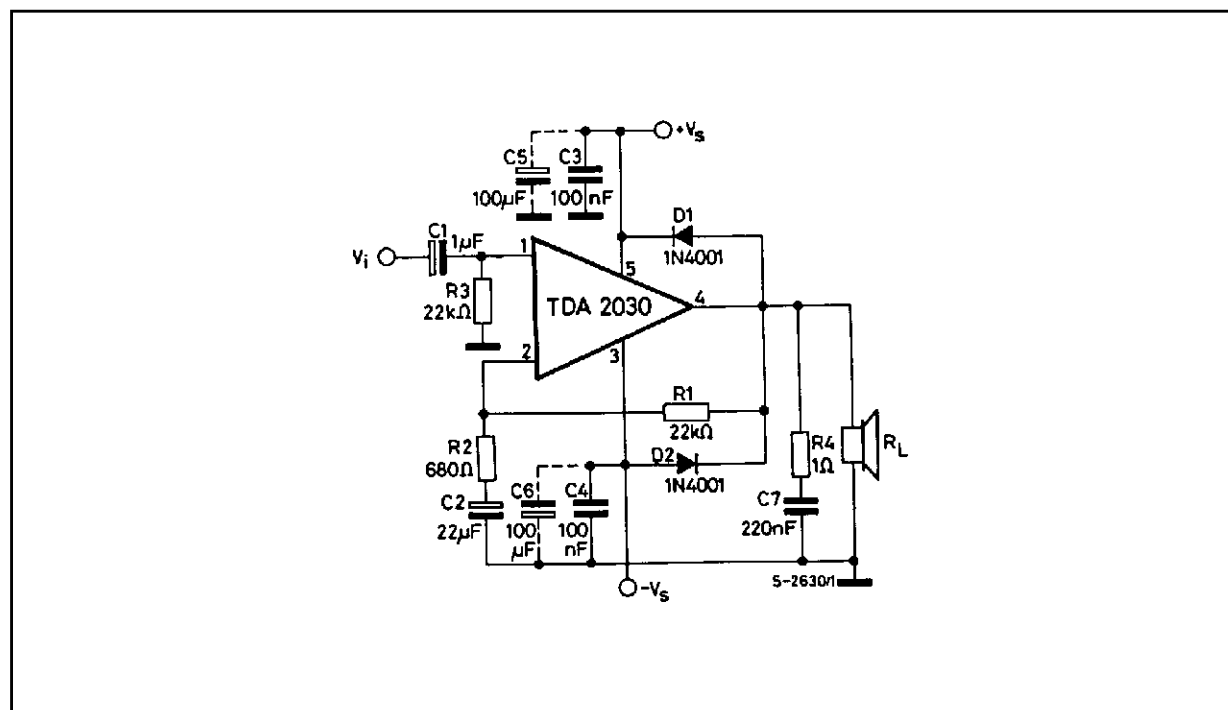 +Vs
C5
100µF
C3
100 nF
D1
1N4001
C1
1µF
Vi
1
5
R3
22kΩ
TDA 2030
4
2
3
R1
22kΩ
R2
680Ω
D2
1N4001
R4
1Ω
RL
C2
22µF
C6
100
µF
C4
100
nF
C7
220nF
-Vs
5-2630/1